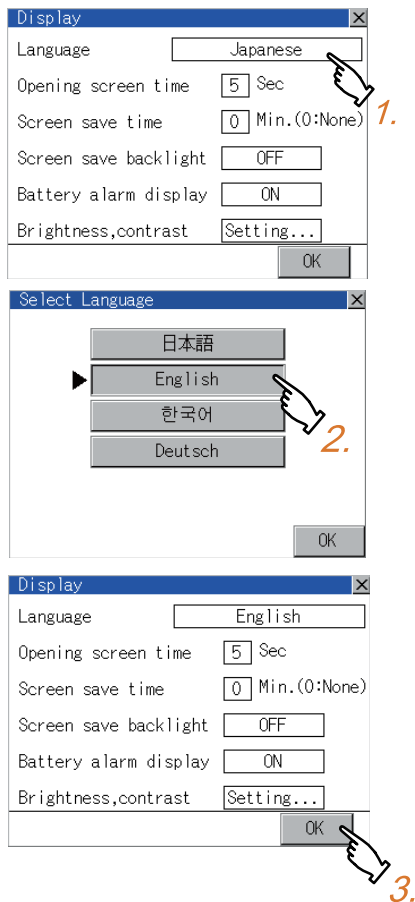 Display
Language Japanese
Opening screen time 5 Sec
Screen save time 0 Min.(0:None)
1.
Screen save backlight OFF
Battery alarm display ON
Brightness,contrast Setting...
OK
Select Language
日本語
English
한국어
2.
Deutsch
OK
Display
Language English
Opening screen time 5 Sec
Screen save time 0 Min.(0:None)
Screen save backlight OFF
Battery alarm display ON
Brightness,contrast Setting...
OK
3.